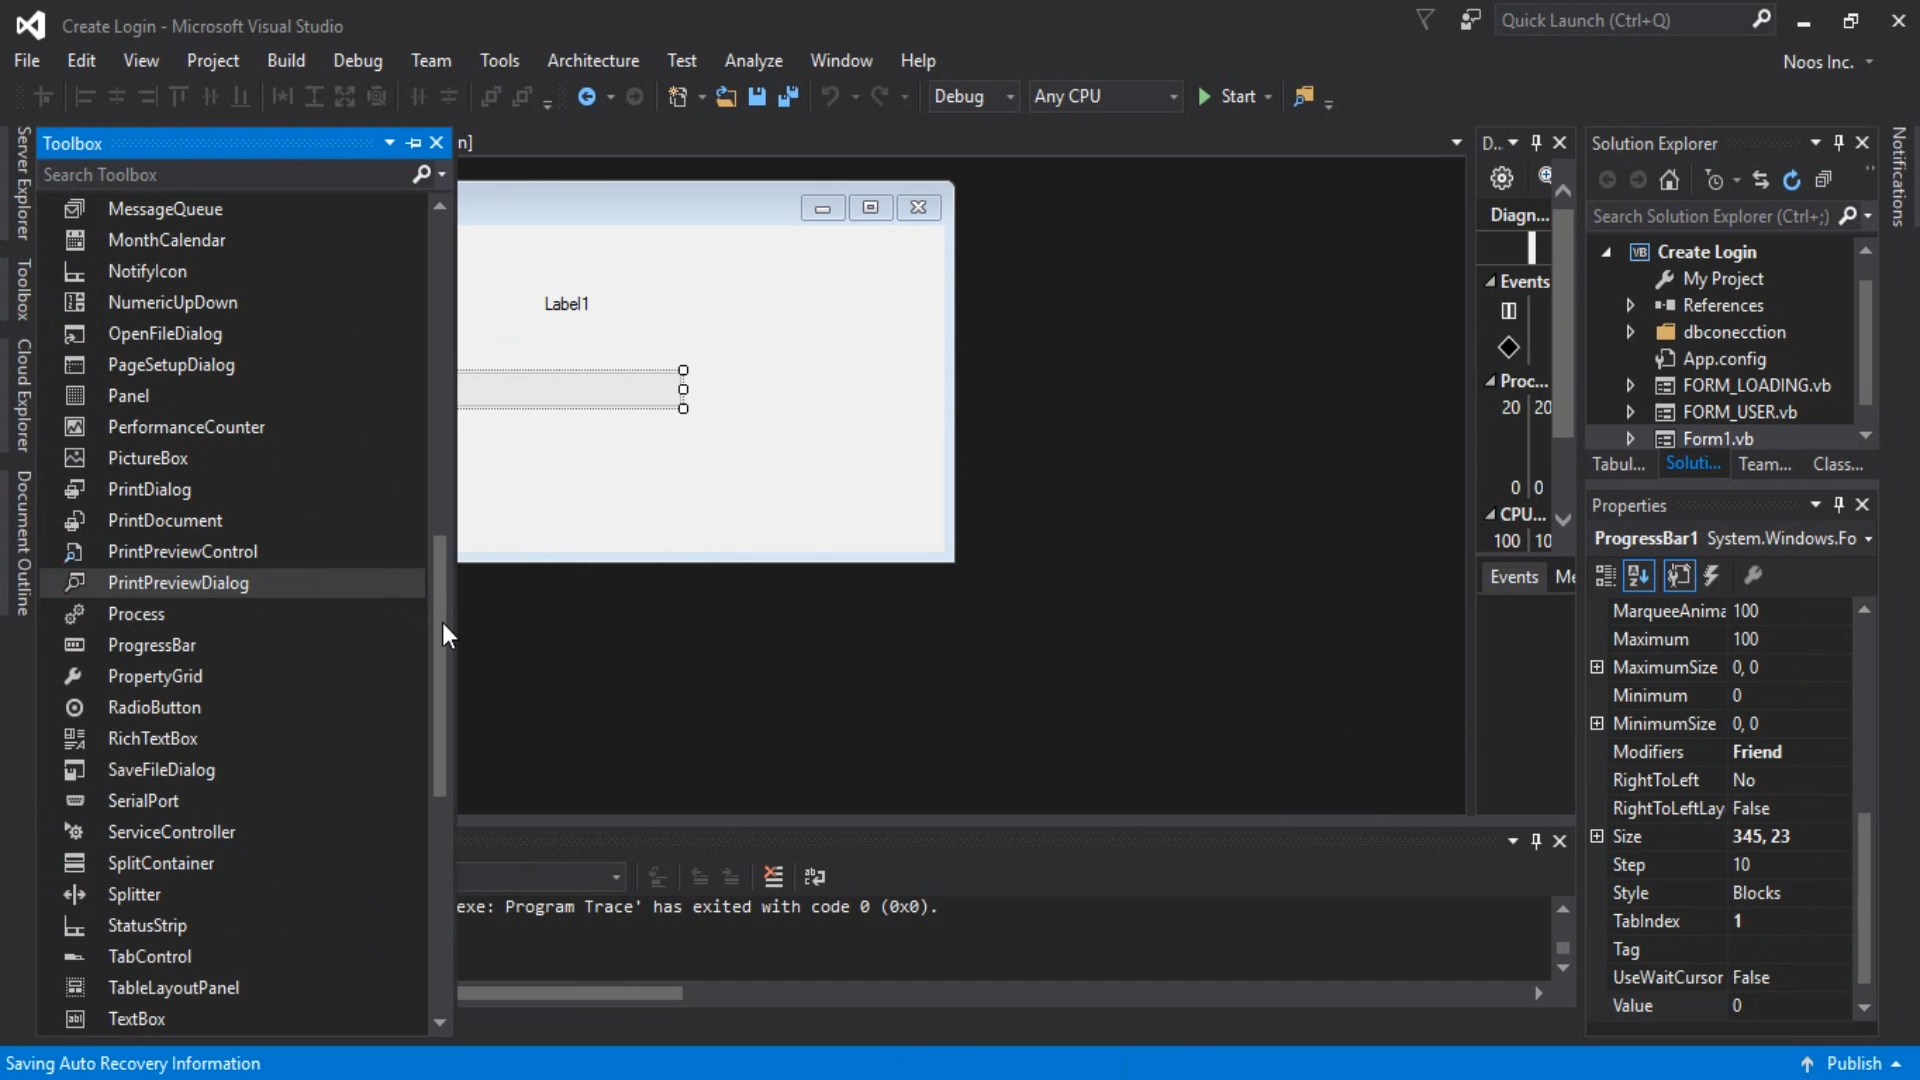 Create Login - Microsoft Visual Studio
Quick Launch (Ctrl+Q)
File Edit View Project Build Debug Team Tools Architecture Test Tools Analyze Window Help
Noos Inc.
Debug
Any CPU
Start
Server Explorer
Toolbox
Cloud Explorer
Document Outline
Toolbox
Search Toolbox
MessageQueue
MonthCalendar
NotifyIcon
NumericUpDown
OpenFileDialog
PageSetupDialog
Panel
PerformanceCounter
PictureBox
PrintDialog
PrintDocument
PrintPreviewControl
PrintPreviewDialog
Process
ProgressBar
PropertyGrid
RadioButton
RichTextBox
SaveFileDialog
SerialPort
ServiceController
SplitContainer
Splitter
StatusStrip
TabControl
TableLayoutPanel
TextBox
n]
Label1
exe: Program Trace' has exited with code 0 (0x0).
D...
Diagn...
Events
Proc...
20 20
0 0
CPU...
100 10
Events Me
Solution Explorer
Search Solution Explorer (Ctrl+;)
Create Login
My Project
References
dbconecction
App.config
FORM_LOADING.vb
FORM_USER.vb
Form1.vb
Tabul... Soluti... Team... Class...
Notifications
Properties
ProgressBar1 System.Windows.Fo
MarqueeAnima 100
Maximum 100
MaximumSize 0, 0
Minimum 0
MinimumSize 0, 0
Modifiers Friend
RightToLeft No
RightToLeftLay False
Size 345, 23
Step 10
Style Blocks
TabIndex 1
Tag
UseWaitCursor False
Value 0
Saving Auto Recovery Information
Publish